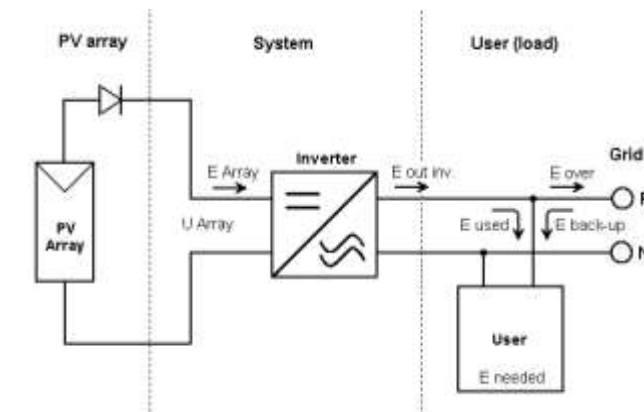 PV array
System
User (load)
Grid
E Array
Inverter
E out inv.
E over
P
U Array
E used
E back-up
PV
Array
N
User
E needed